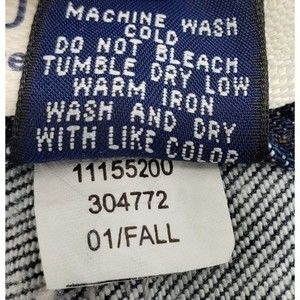 MACHINE WASH
COLD
DO NOT BLEACH
TUMBLE DRY LOW
WARM IRON
WASH AND DRY
WITH LIKE COLOR
11155200
304772
01/FALL